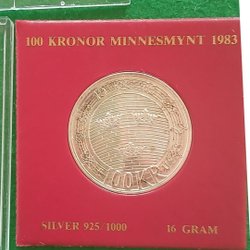 100 KRONOR MINNESMYNT 1983
100 KR
SILVER 925/1000
16 GRAM